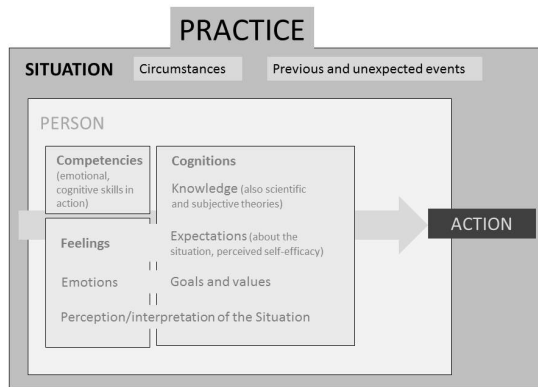 PRACTICE
SITUATION Circumstances Previous and unexpected events
PERSON
Competencies
(emotional,
cognitive skills in
action)
Cognitions
Knowledge (also scientific
and subjective theories)
Expectations (about the
situation, perceived self-efficacy)
Goals and values
Feelings
Emotions
Perception/interpretation of the Situation
ACTION